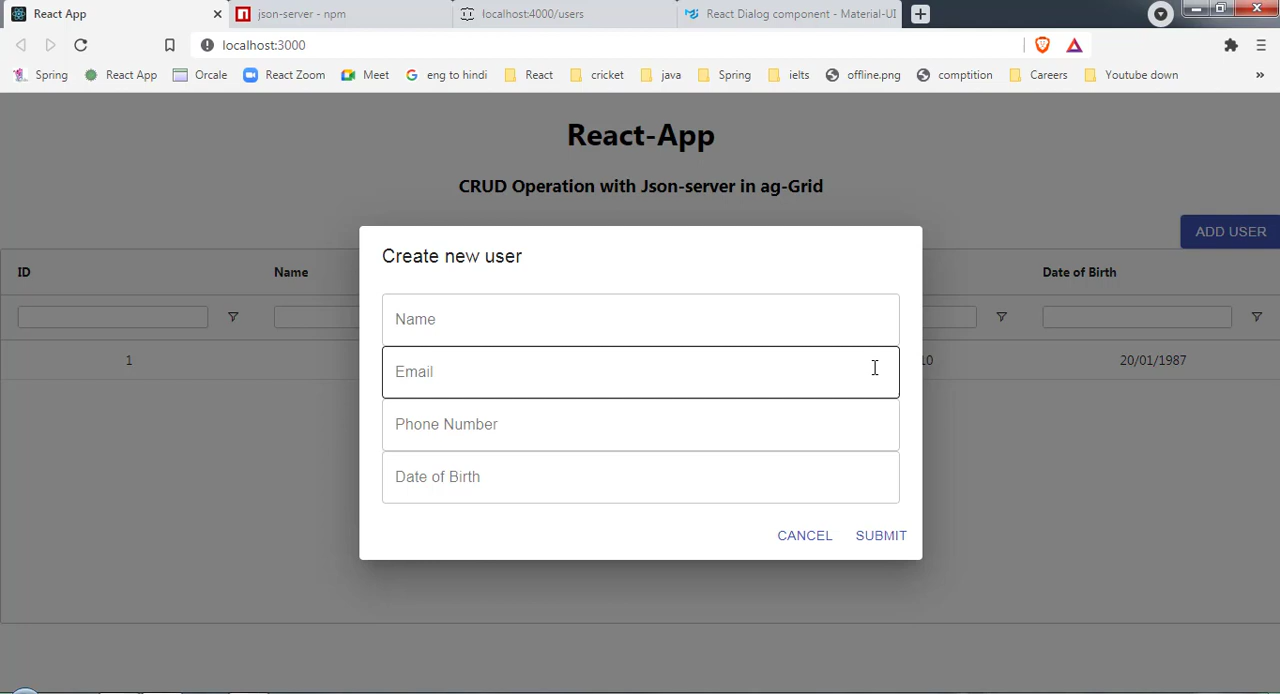 React App
json-server - npm
localhost:4000/users
React Dialog component - Material-UI
localhost:3000
Spring
React App
Orcale
React Zoom
Meet
eng to hindi
React
cricket
java
Spring
ielts
offline.png
comptition
Careers
Youtube down
»
React-App
CRUD Operation with Json-server in ag-Grid
ADD USER
ID
Name
Date of Birth
1
10
20/01/1987
Create new user
Name
Email
Phone Number
Date of Birth
CANCEL
SUBMIT